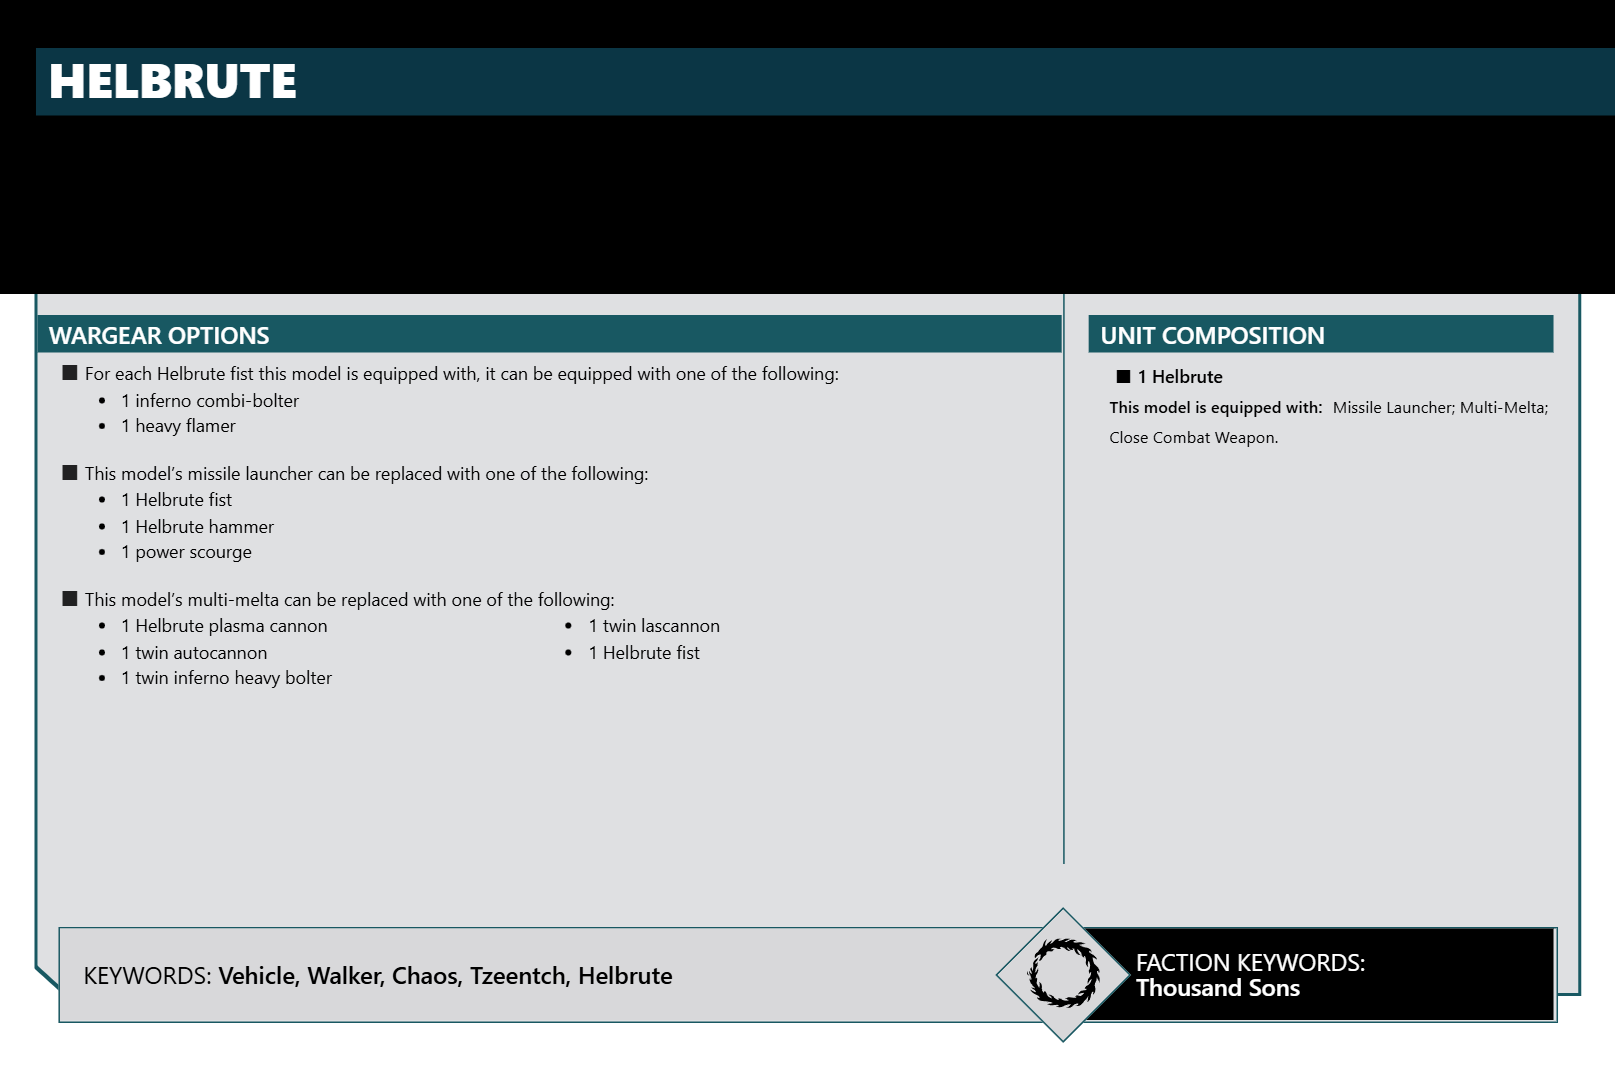 HELBRUTE
WARGEAR OPTIONS
■ For each Helbrute fist this model is equipped with, it can be equipped with one of the following:
• 1 inferno combi-bolter
• 1 heavy flamer
■ This model’s missile launcher can be replaced with one of the following:
• 1 Helbrute fist
• 1 Helbrute hammer
• 1 power scourge
■ This model’s multi-melta can be replaced with one of the following:
• 1 Helbrute plasma cannon
• 1 twin autocannon
• 1 twin inferno heavy bolter
• 1 twin lascannon
• 1 Helbrute fist
UNIT COMPOSITION
■ 1 Helbrute
This model is equipped with: Missile Launcher; Multi-Melta;
Close Combat Weapon.
KEYWORDS: Vehicle, Walker, Chaos, Tzeentch, Helbrute
FACTION KEYWORDS:
Thousand Sons